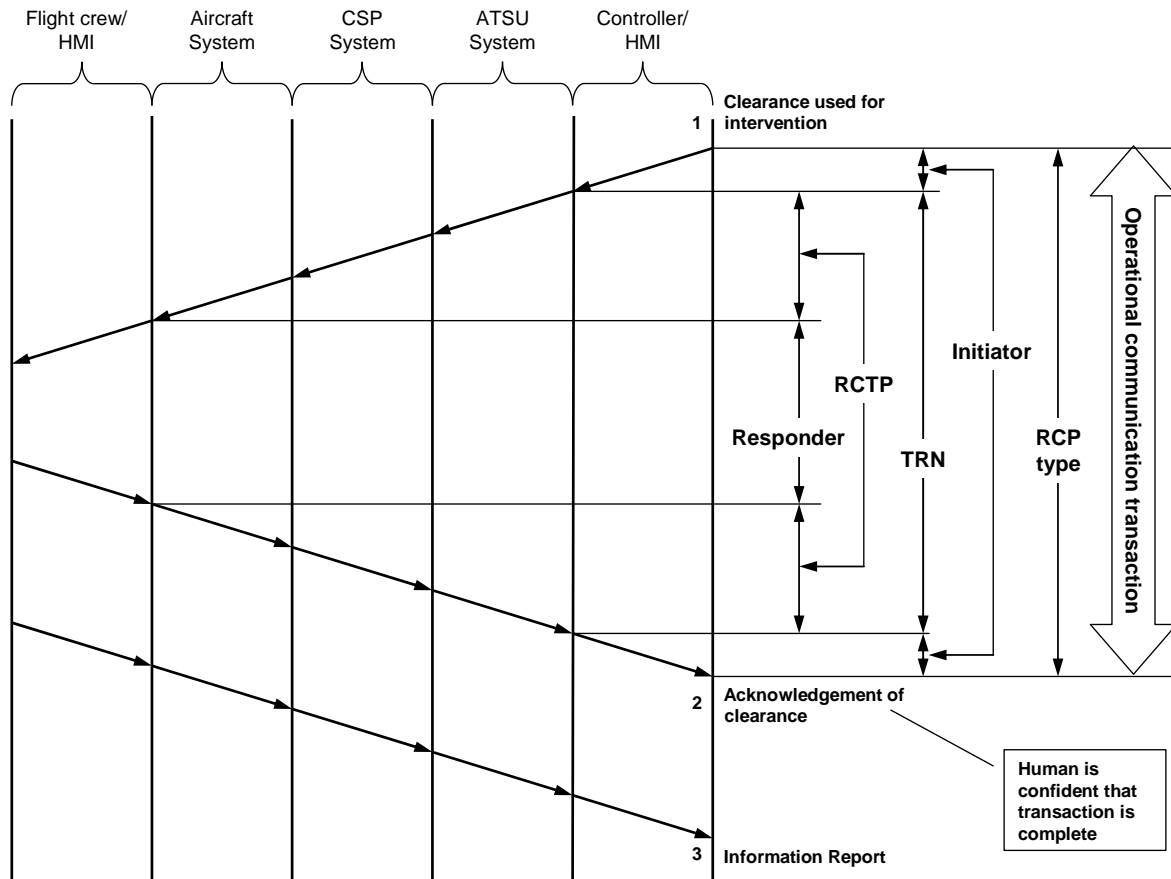 Flight crew/
HMI
Aircraft
System
CSP
System
ATSU
System
Controller/
HMI
1
Clearance used for
intervention
Operational communication transaction
Initiator
RCTP
Responder
TRN
RCP
type
2
Acknowledgement of
clearance
Human is
confident that
transaction is
complete
3
Information Report